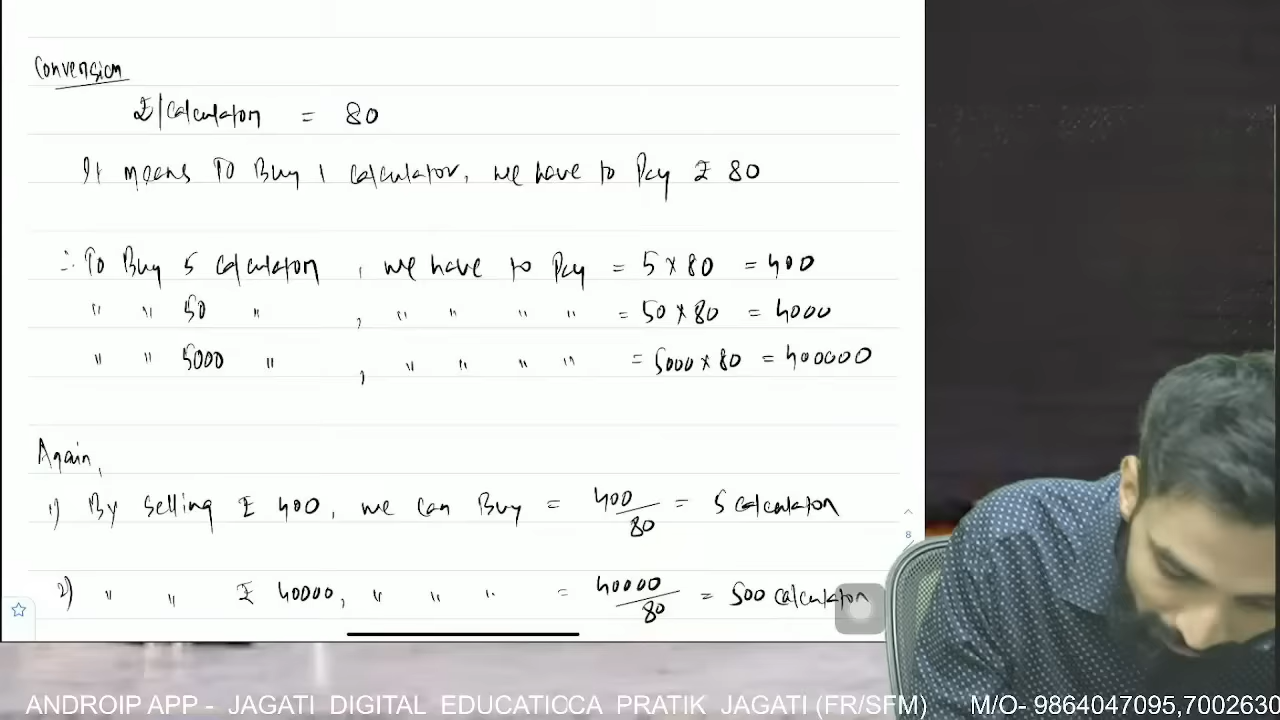 Conversion
₹/Calculator = 80
It means To Buy 1 calculator, we have to Pay ₹ 80
∴ To Buy 5 calculator, we have to Pay = 5 × 80 = 400
" " 50 " , " " " " = 50 × 80 = 4000
" " 5000 " , " " " " = 5000 × 80 = 400000
Again,
1) By selling ₹ 400, we can Buy = 400/80 = 5 calculator
2) " " ₹ 40000, " " " = 40000/80 = 500 calculator
8
ANDROIP APP - JAGATI DIGITAL EDUCATICCA PRATIK JAGATI (FR/SFM) M/O- 9864047095,7002630